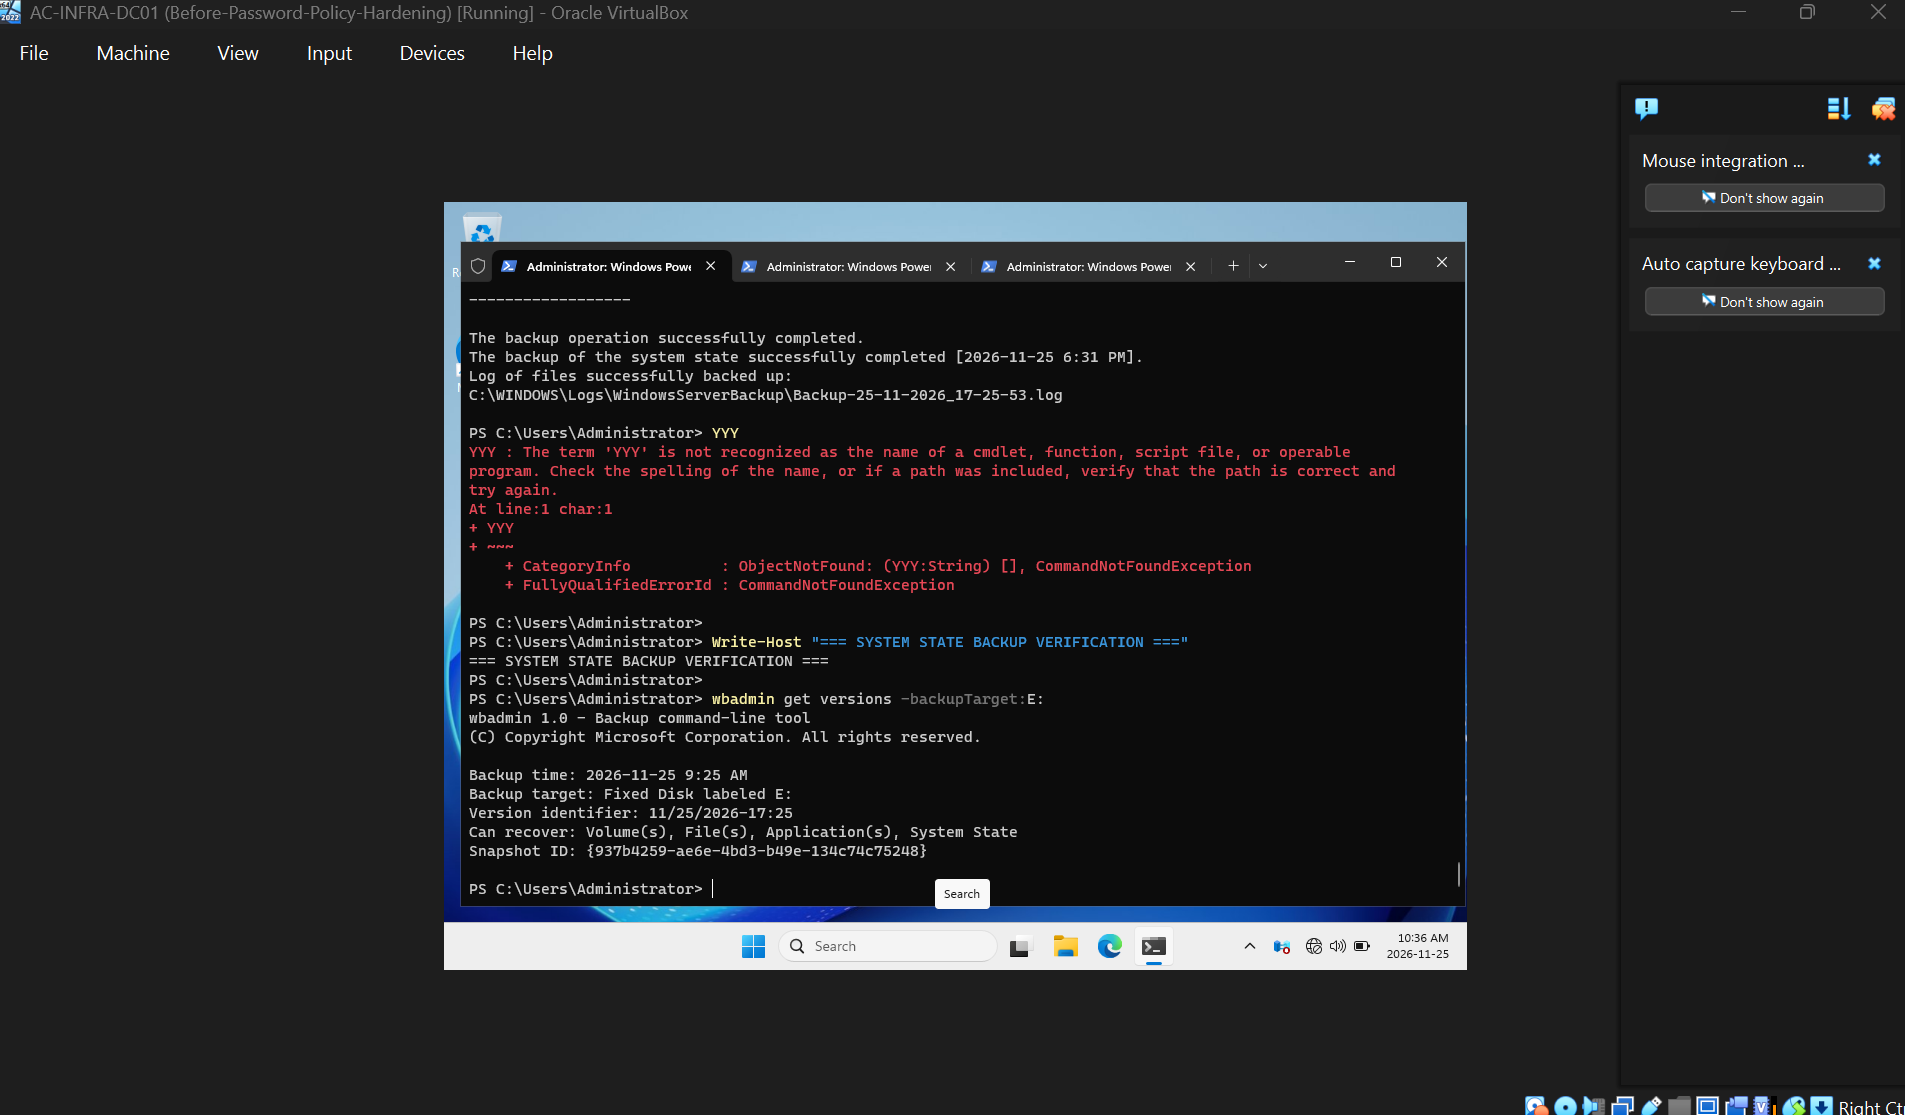 AC-INFRA-DC01 (Before-Password-Policy-Hardening) [Running] - Oracle VirtualBox
File Machine View Input Devices Help
Mouse integration ...
Don't show again
Auto capture keyboard ...
Don't show again
Administrator: Windows Powe
Administrator: Windows Power
Administrator: Windows Power
------------------
The backup operation successfully completed.
The backup of the system state successfully completed [2026-11-25 6:31 PM].
Log of files successfully backed up:
C:\WINDOWS\Logs\WindowsServerBackup\Backup-25-11-2026_17-25-53.log
PS C:\Users\Administrator> YYY
YYY : The term 'YYY' is not recognized as the name of a cmdlet, function, script file, or operable
program. Check the spelling of the name, or if a path was included, verify that the path is correct and
try again.
At line:1 char:1
+ YYY
+ ~~~
    + CategoryInfo          : ObjectNotFound: (YYY:String) [], CommandNotFoundException
    + FullyQualifiedErrorId : CommandNotFoundException
PS C:\Users\Administrator>
PS C:\Users\Administrator> Write-Host "=== SYSTEM STATE BACKUP VERIFICATION ==="
=== SYSTEM STATE BACKUP VERIFICATION ===
PS C:\Users\Administrator>
PS C:\Users\Administrator> wbadmin get versions -backupTarget:E:
wbadmin 1.0 - Backup command-line tool
(C) Copyright Microsoft Corporation. All rights reserved.
Backup time: 2026-11-25 9:25 AM
Backup target: Fixed Disk labeled E:
Version identifier: 11/25/2026-17:25
Can recover: Volume(s), File(s), Application(s), System State
Snapshot ID: {937b4259-ae6e-4bd3-b49e-134c74c75248}
PS C:\Users\Administrator>
Search
Search
10:36 AM
2026-11-25
Right Ct